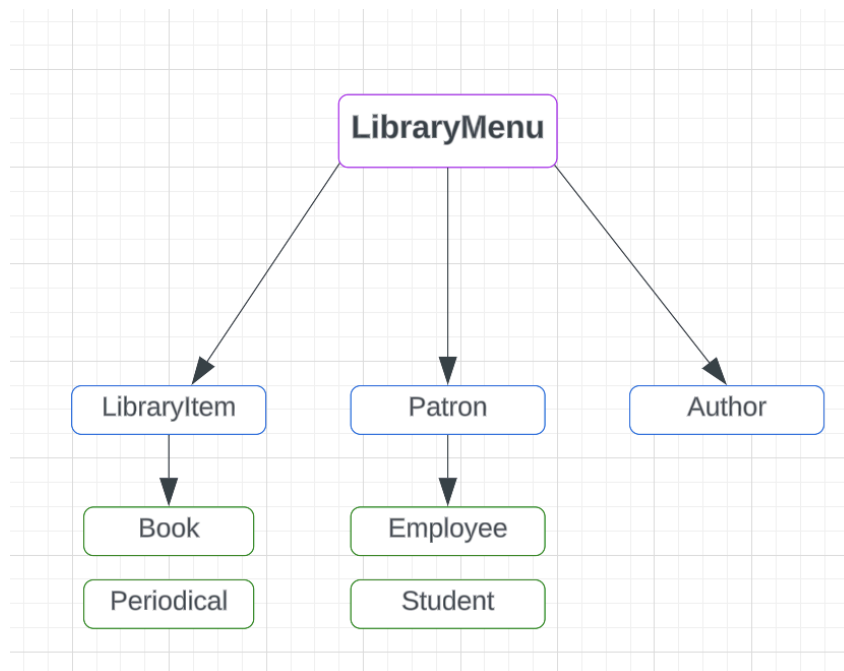 LibraryMenu
LibraryItem
Patron
Author
Book
Employee
Periodical
Student